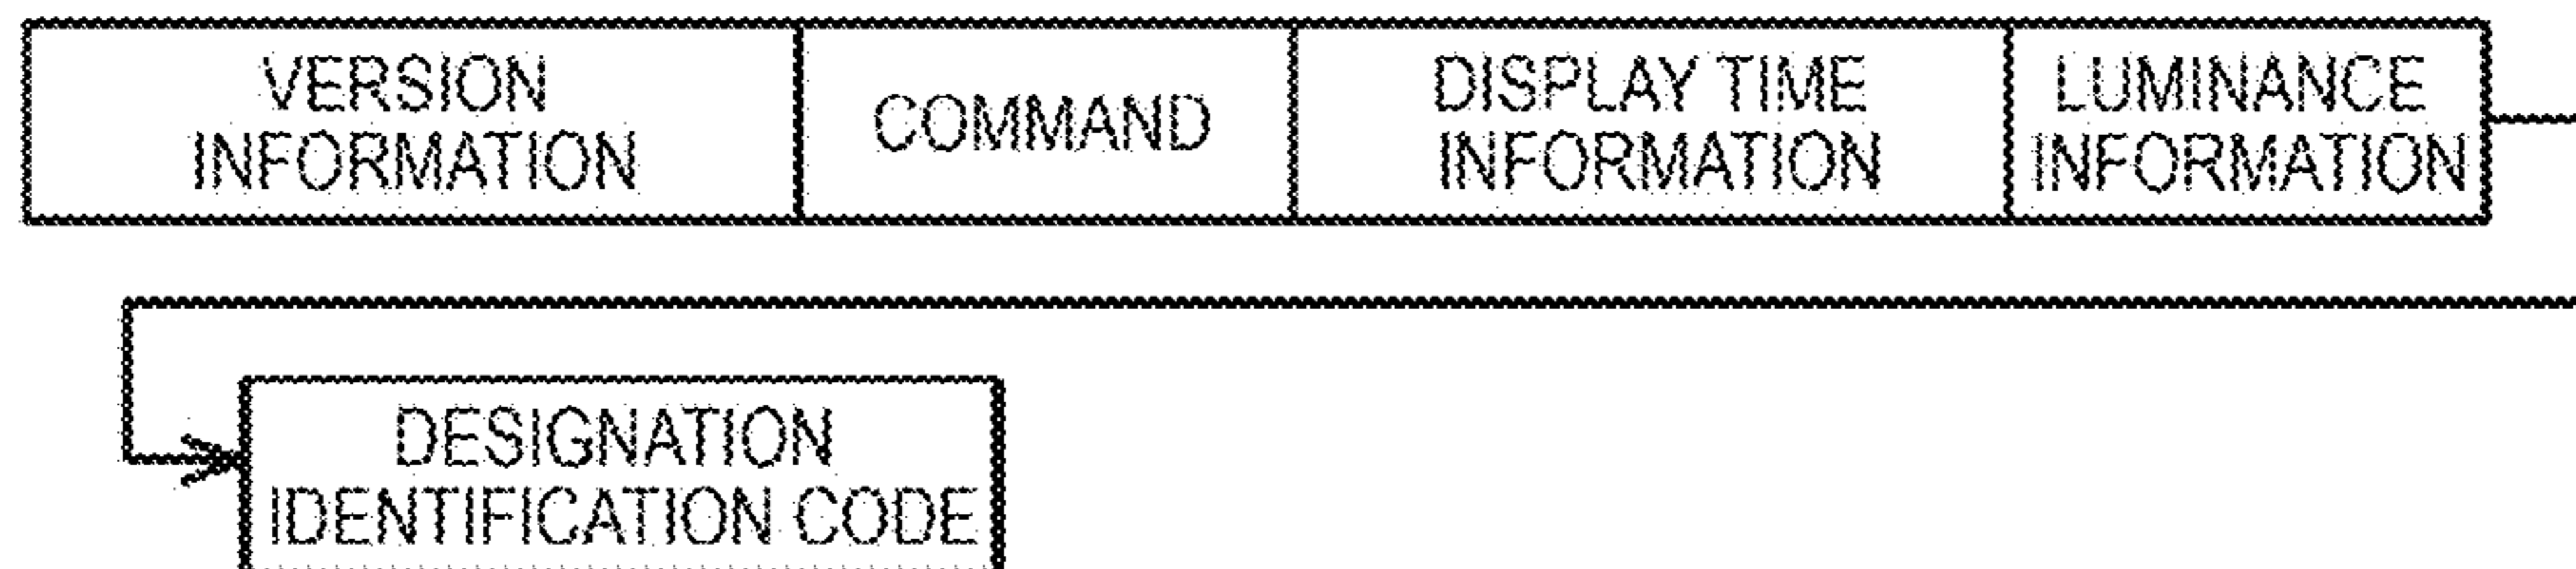 VERSION
INFORMATION
COMMAND
DISPLAY TIME
INFORMATION
LUMINANCE
INFORMATION
DESIGNATION
IDENTIFICATION CODE